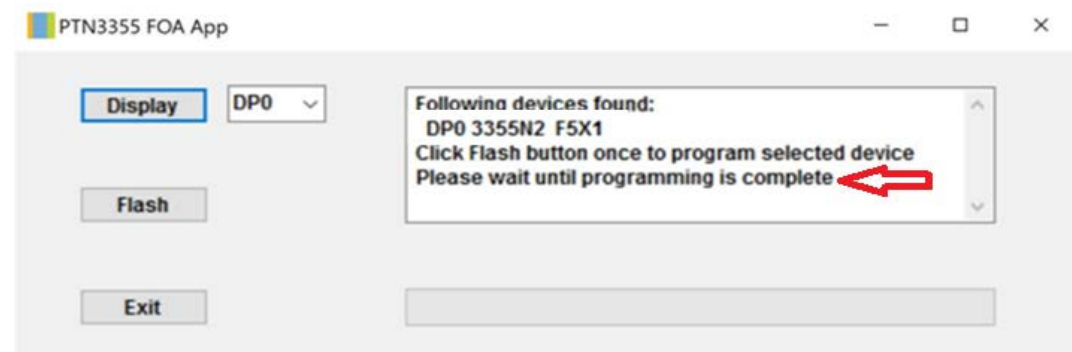 PTN3355 FOA App
Display
DP0
Following devices found:
DP0 3355N2 F5X1
Click Flash button once to program selected device
Please wait until programming is complete
Flash
Exit